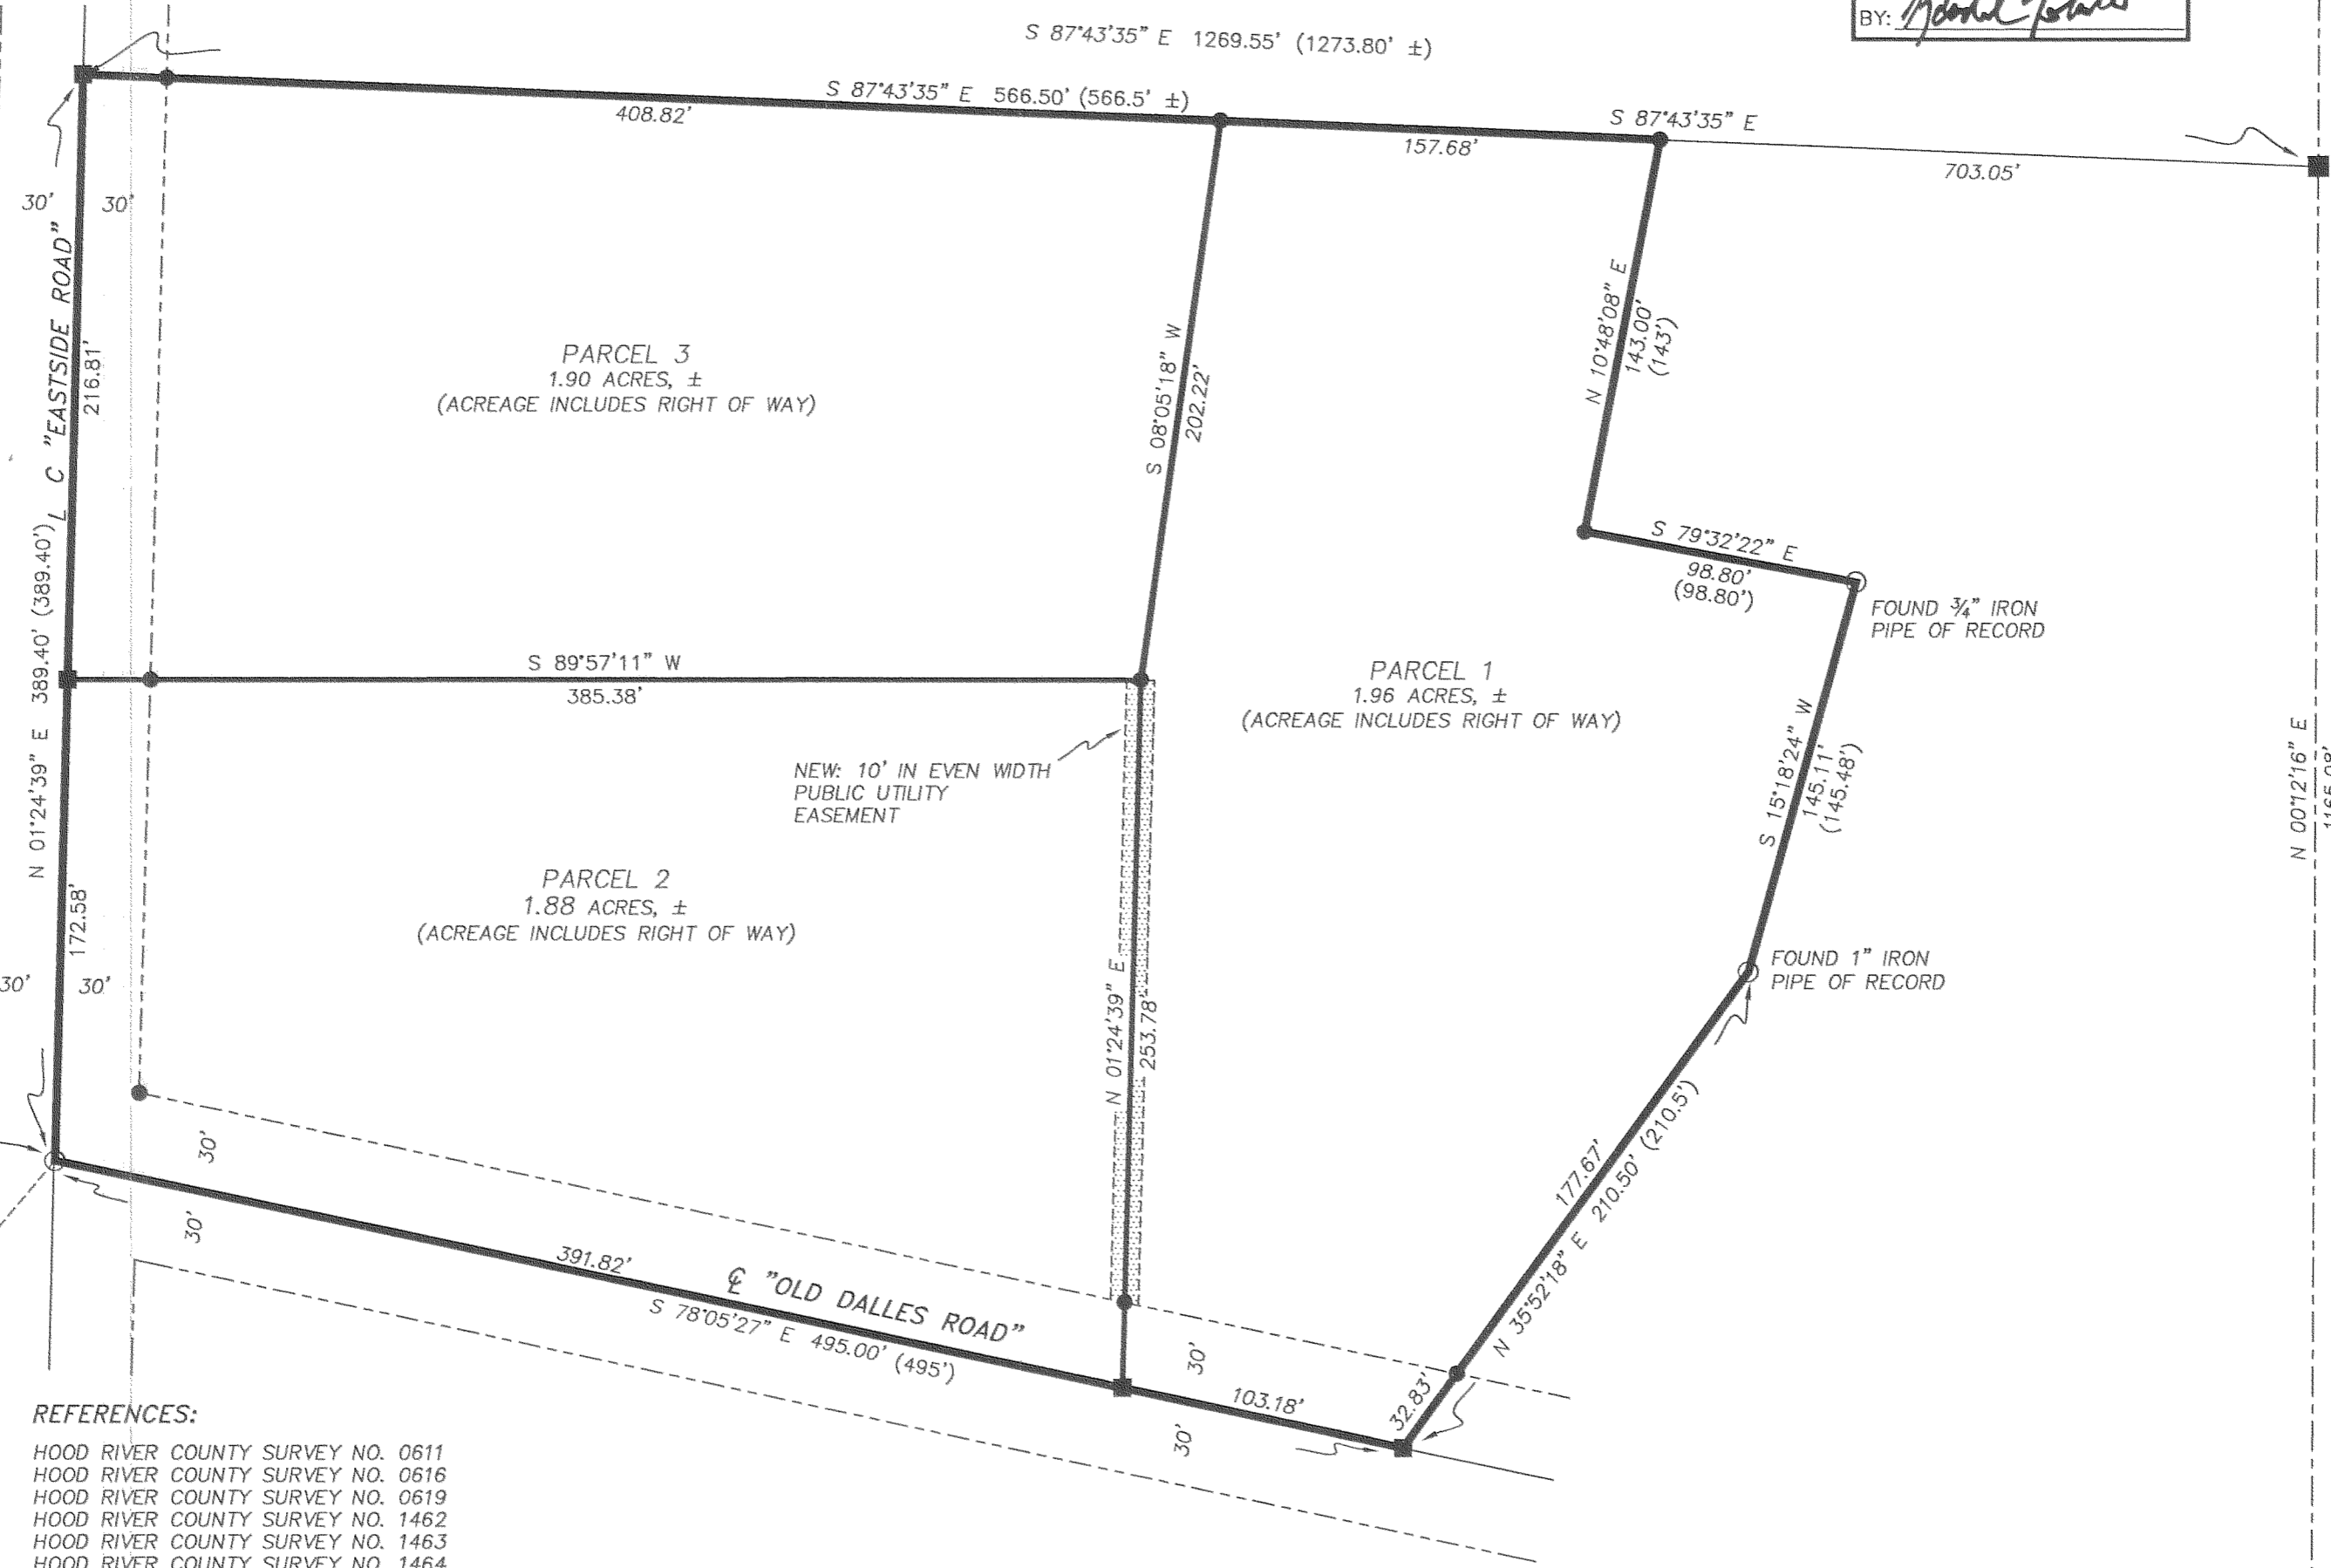 BY:
S 87°43'35" E 1269.55' (1273.80' ±)
S 87°43'35" E 566.50' (566.5' ±)
408.82'
S 87°43'35" E
157.68'
703.05'
30'
30'
L C "EASTSIDE ROAD"
216.81'
N 01°24'39" E 389.40' (389.40')
PARCEL 3
1.90 ACRES, ±
(ACREAGE INCLUDES RIGHT OF WAY)
S 08°05'18" W
202.22'
N 10°48'08" E
143.00'
(143')
S 79°32'22" E
98.80'
(98.80')
FOUND ¾" IRON
PIPE OF RECORD
S 89°57'11" W
385.38'
PARCEL 1
1.96 ACRES, ±
(ACREAGE INCLUDES RIGHT OF WAY)
S 15°18'24" W
145.11'
(145.48')
N 00°12'16" E
1165.08'
NEW: 10' IN EVEN WIDTH
PUBLIC UTILITY
EASEMENT
PARCEL 2
1.88 ACRES, ±
(ACREAGE INCLUDES RIGHT OF WAY)
172.58'
30'
30'
N 01°24'39" E
253.78'
FOUND 1" IRON
PIPE OF RECORD
30'
30'
391.82'
℄ "OLD DALLES ROAD"
S 78°05'27" E 495.00' (495')
177.67'
N 35°52'18" E 210.50' (210.5')
30'
30'
103.18'
32.83'
REFERENCES:
HOOD RIVER COUNTY SURVEY NO. 0611
HOOD RIVER COUNTY SURVEY NO. 0616
HOOD RIVER COUNTY SURVEY NO. 0619
HOOD RIVER COUNTY SURVEY NO. 1462
HOOD RIVER COUNTY SURVEY NO. 1463
HOOD RIVER COUNTY SURVEY NO. 1464